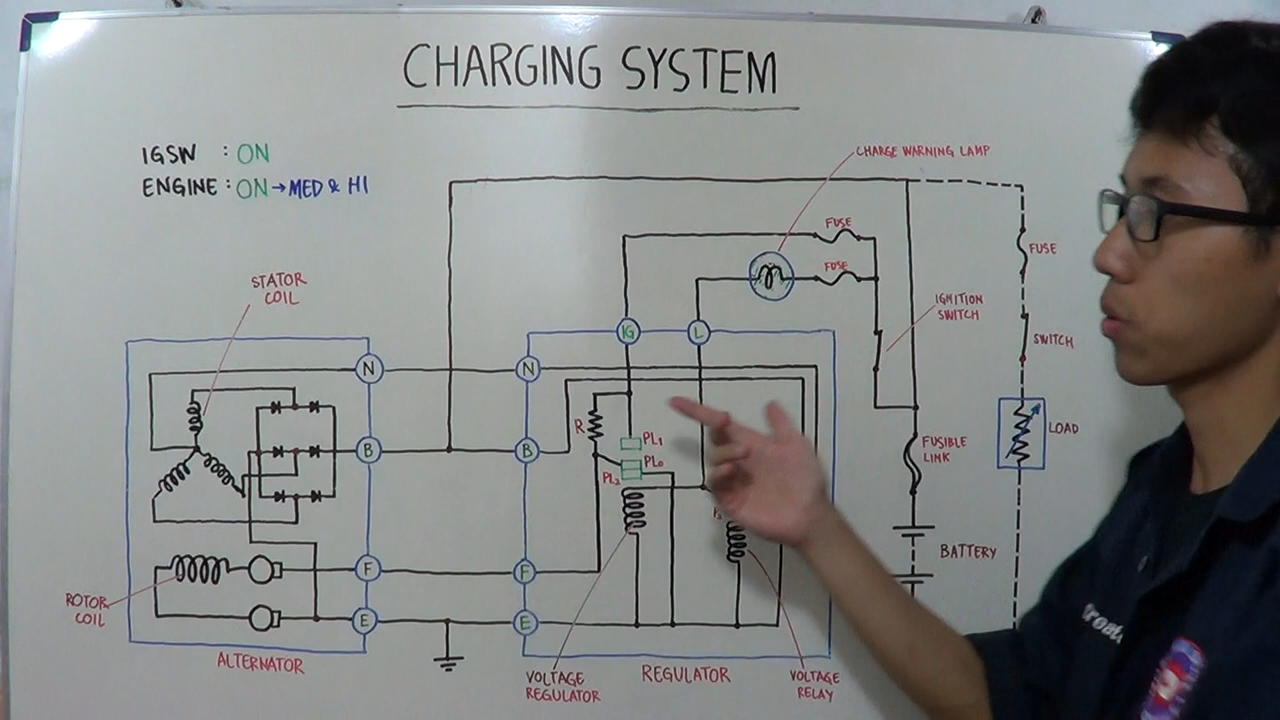 CHARGING SYSTEM
IGSW : ON
ENGINE : ON → MED & HI
CHARGE WARNING LAMP
FUSE
FUSE
FUSE
STATOR
COIL
IGNITION
SWITCH
IG
L
SWITCH
N
N
R
PL1
LOAD
B
B
FUSIBLE
LINK
PL0
PL2
BATTERY
F
F
ROTOR
COIL
E
E
ALTERNATOR
VOLTAGE
REGULATOR
REGULATOR
VOLTAGE
RELAY